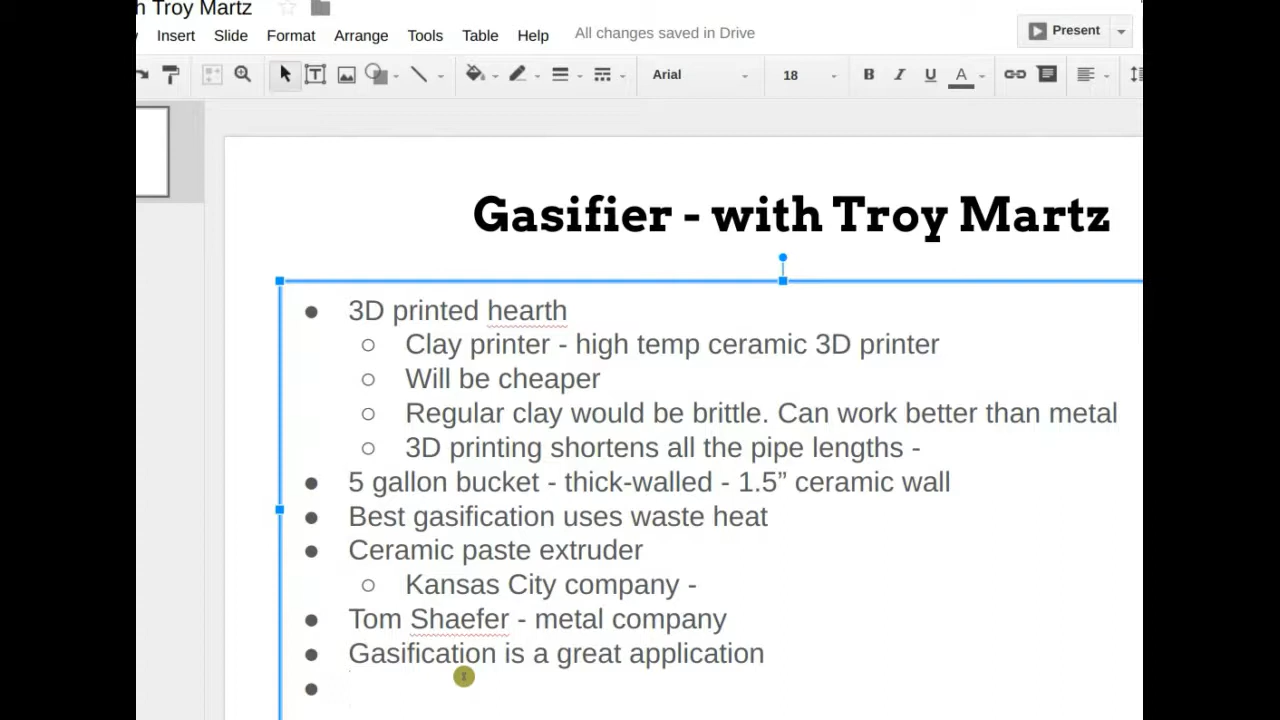 h Troy Martz
Insert Slide Format Arrange Tools Table Help All changes saved in Drive
Present
Arial 18 B I U A
Gasifier - with Troy Martz
● 3D printed hearth
○ Clay printer - high temp ceramic 3D printer
○ Will be cheaper
○ Regular clay would be brittle. Can work better than metal
○ 3D printing shortens all the pipe lengths -
● 5 gallon bucket - thick-walled - 1.5” ceramic wall
● Best gasification uses waste heat
● Ceramic paste extruder
○ Kansas City company -
● Tom Shaefer - metal company
● Gasification is a great application
●